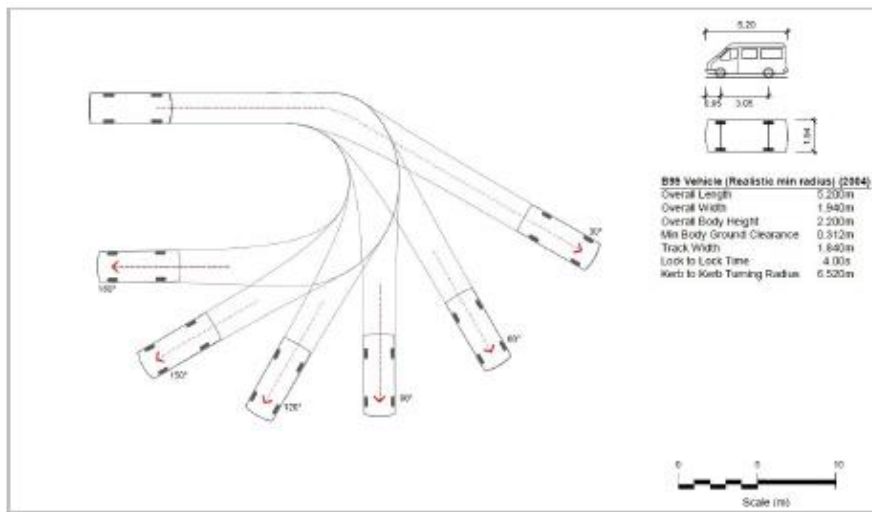 5.20
0.95 3.05
1.94
B99 Vehicle (Realistic min radius) (2004)
Overall Length 5.200m
Overall Width 1.940m
Overall Body Height 2.200m
Min Body Ground Clearance 0.312m
Track Width 1.840m
Lock to Lock Time 4.00s
Kerb to Kerb Turning Radius 6.520m
30°
180°
60°
150°
120°
90°
0 5 10
Scale (m)